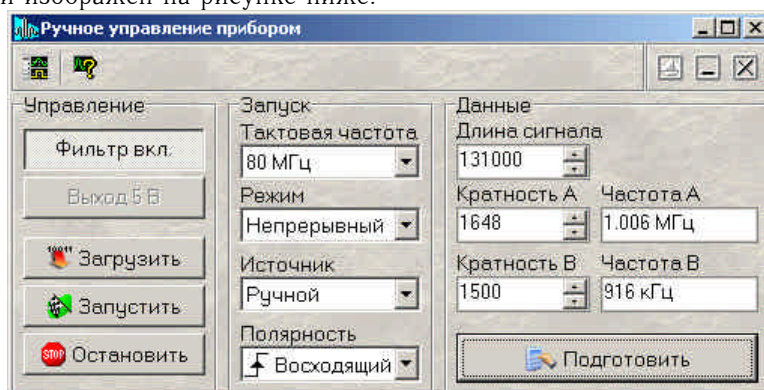 и изображен на рисунке ниже.
Ручное управление прибором
Управление
Фильтр вкл.
Выход 5 В
Загрузить
Запустить
STOP Остановить
Запуск
Тактовая частота
80 МГц
Режим
Непрерывный
Источник
Ручной
Полярность
Восходящий
Данные
Длина сигнала
131000
Кратность А Частота А
1648 1.006 МГц
Кратность В Частота В
1500 916 кГц
Подготовить